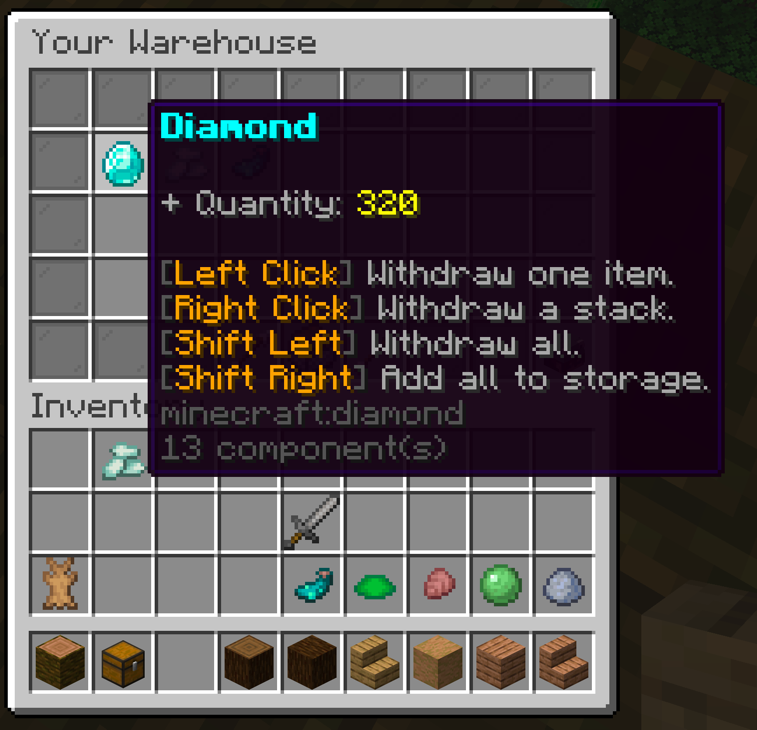 Your Warehouse
Diamond
+ Quantity: 320
[Left Click] Withdraw one item.
[Right Click] Withdraw a stack.
[Shift Left] Withdraw all.
[Shift Right] Add all to storage.
Invent
minecraft:diamond
13 component(s)